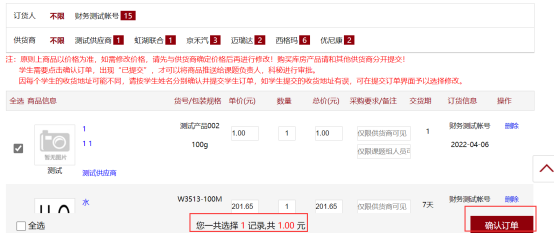 订货人 不限 财务测试帐号 15
供货商 不限 测试供应商 1 虹湖联合 1 京禾汽 3 迈瑞达 2 西格玛 6 优尼康 2
注：原则上商品以价格为准，如需修改价格，请先与供货商确定价格后再进行修改！购买库房产品请和其他供货商分开提交！
学生需要点击确认订单，出现“已提交”，才可以将商品推送给课题负责人，科秘进行审批。
因每个学生的收货地址可能不同，请按学生姓名分别确认并提交学生订单，如学生提交的收货地址有误，可在提交订单界面予以选择修改。
全选 商品信息 货号/包装规格 单价(元) 数量 总价(元) 采购要求/备注 交货期 订货信息 操作
1 测试产品002 1.00 1 1.00 仅限供货商可见 1 财务测试帐号 删除
1 1 100g 仅限课题组人员可 2022-04-06
暂无图片
测试 测试供应商
水 W3513-100M 201.65 1 201.65 仅限供货商可见 7天 财务测试帐号 删除
全选 您一共选择 1 记录,共 1.00 元 确认订单